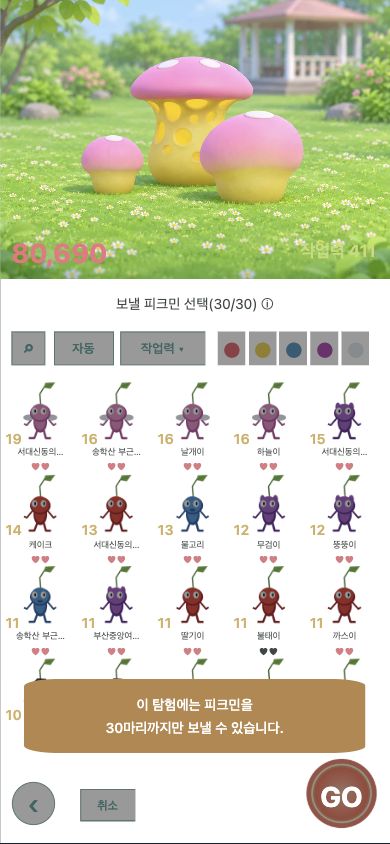 80,690
작업력 411
보낼 피크민 선택(30/30) ⓘ
자동
작업력 ▾
19 16 16 16 15
서대신동의... 송학산 부근... 날개이 하늘이 서대신동의...
14 13 13 12 12
케이크 서대신동의... 물고리 무검이 뚱뚱이
11 11 11 11 11
송학산 부근... 부산중앙여... 딸기이 불태이 까스이
10
이 탐험에는 피크민을
30마리까지만 보낼 수 있습니다.
취소
GO